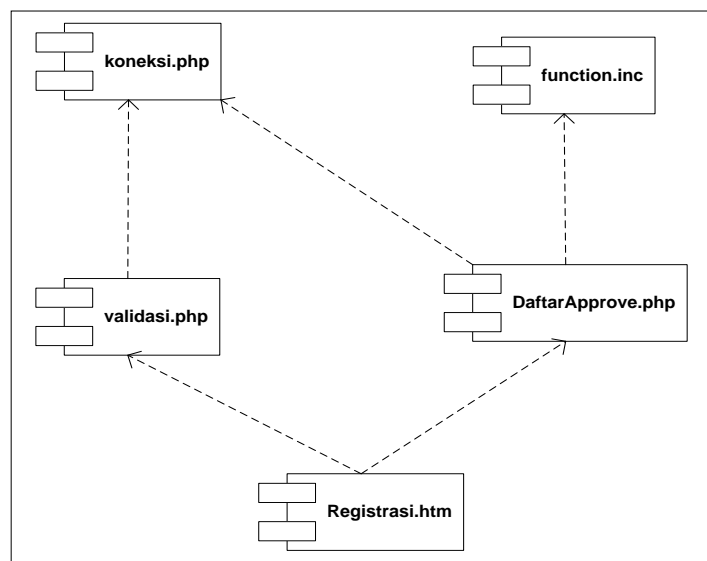 koneksi.php
function.inc
validasi.php
DaftarApprove.php
Registrasi.htm